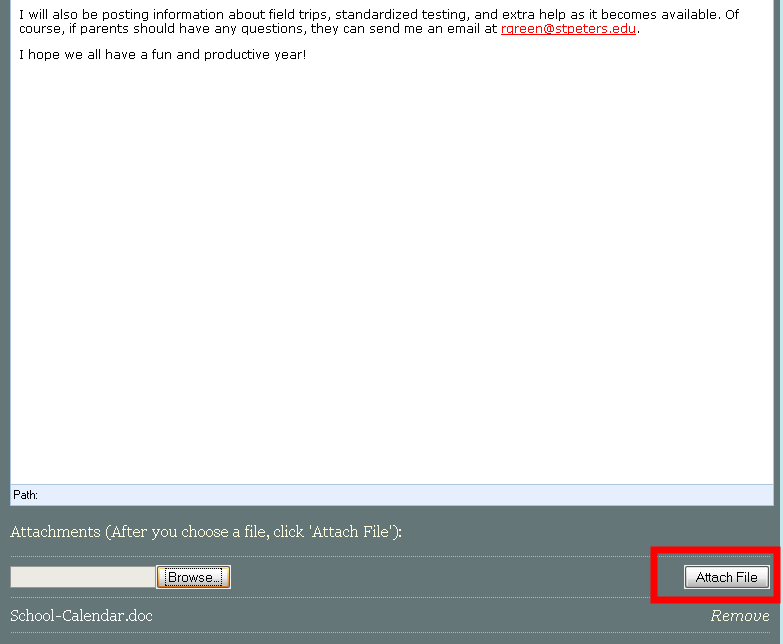 I will also be posting information about field trips, standardized testing, and extra help as it becomes available. Of
course, if parents should have any questions, they can send me an email at rgreen@stpeters.edu.
I hope we all have a fun and productive year!
Path:
Attachments (After you choose a file, click 'Attach File'):
Browse... Attach File
School-Calendar.doc Remove